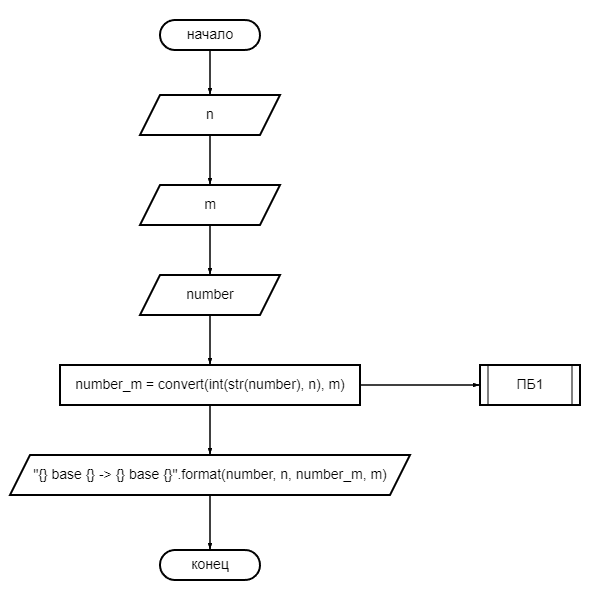 начало
n
m
number
number_m = convert(int(str(number), n), m)
ПБ1
"{} base {} -> {} base {}".format(number, n, number_m, m)
конец